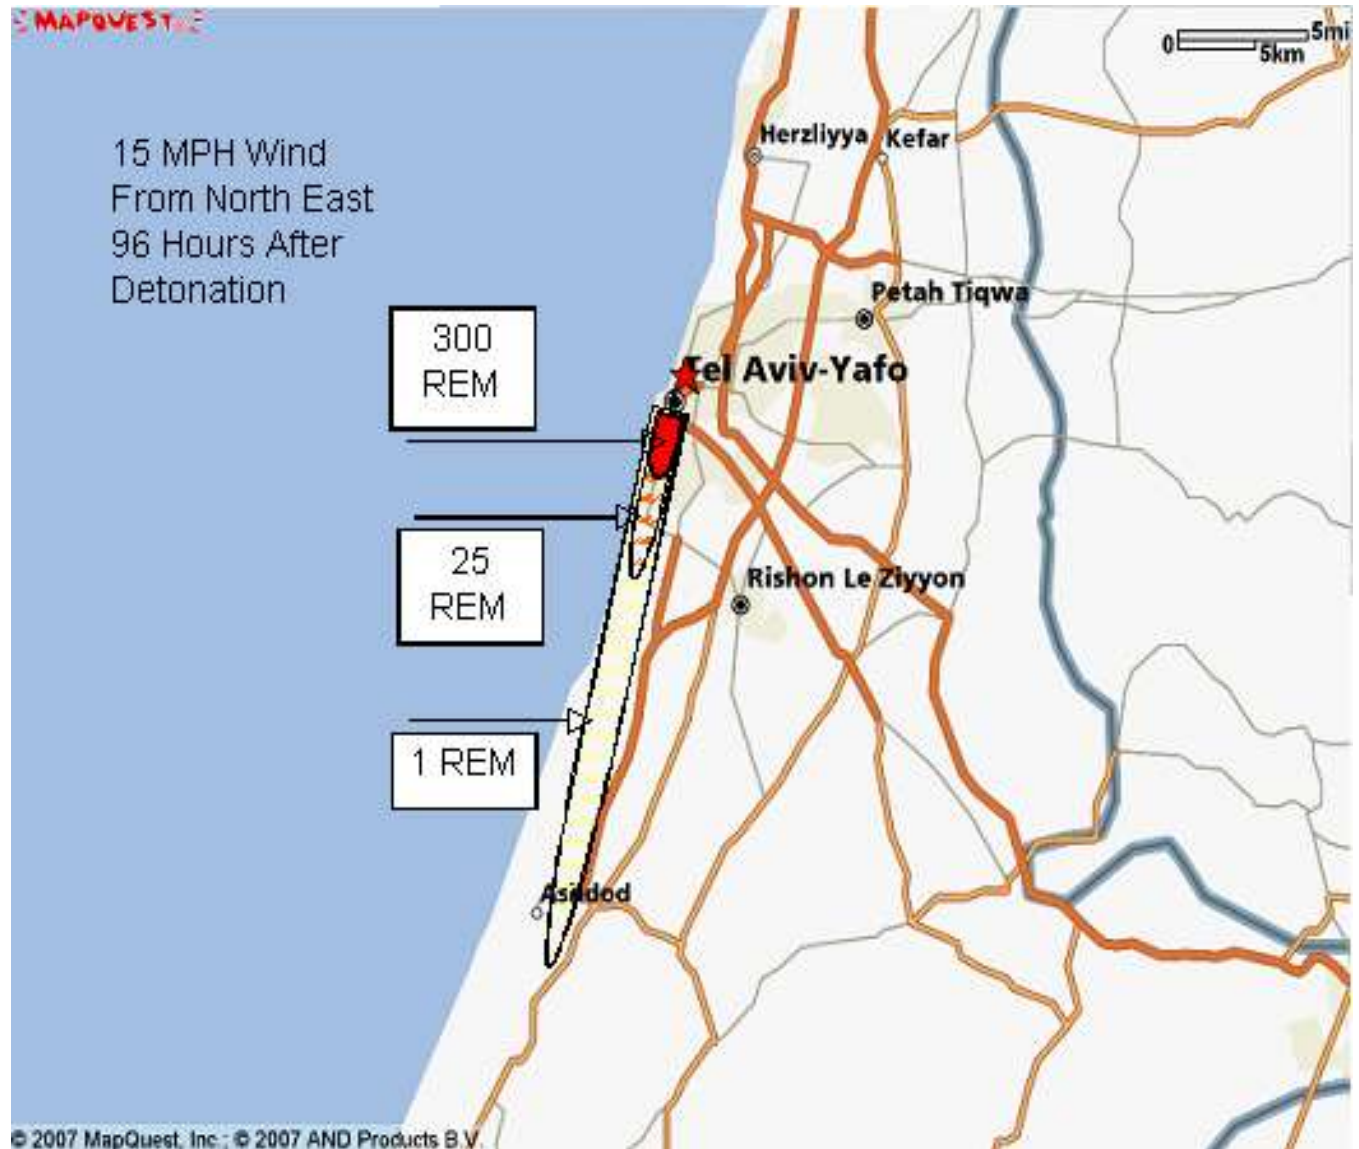 MAPQUEST
0 5mi
5km
15 MPH Wind
From North East
96 Hours After
Detonation
Herzliyya
Kefar
Petah Tiqwa
300
REM
Tel Aviv-Yafo
25
REM
Rishon Le Ziyyon
1 REM
Ashdod
© 2007 MapQuest, Inc.; © 2007 AND Products B.V.